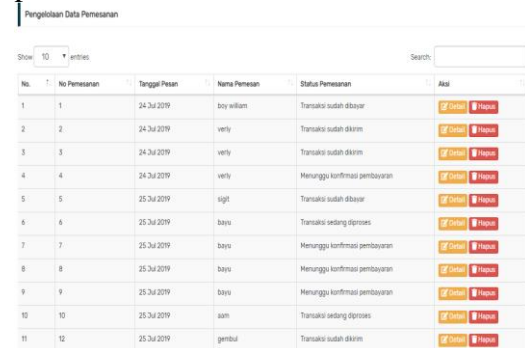 Pengelolaan Data Pemesanan
Show 10 entries Search:
No. No Pemesanan Tanggal Pesan Nama Pemesan Status Pemesanan Aksi
1 1 24 Jul 2019 boy william Transaksi sudah dibayar Detail Hapus
2 2 24 Jul 2019 verly Transaksi sudah dikirim Detail Hapus
3 3 24 Jul 2019 verly Transaksi sudah dikirim Detail Hapus
4 4 24 Jul 2019 verly Menunggu konfirmasi pembayaran Detail Hapus
5 5 25 Jul 2019 sigit Transaksi sudah dibayar Detail Hapus
6 6 25 Jul 2019 bayu Transaksi sedang diproses Detail Hapus
7 7 25 Jul 2019 bayu Menunggu konfirmasi pembayaran Detail Hapus
8 8 25 Jul 2019 bayu Menunggu konfirmasi pembayaran Detail Hapus
9 9 25 Jul 2019 bayu Menunggu konfirmasi pembayaran Detail Hapus
10 10 25 Jul 2019 aam Transaksi sedang diproses Detail Hapus
11 12 25 Jul 2019 gembul Transaksi sudah dikirim Detail Hapus